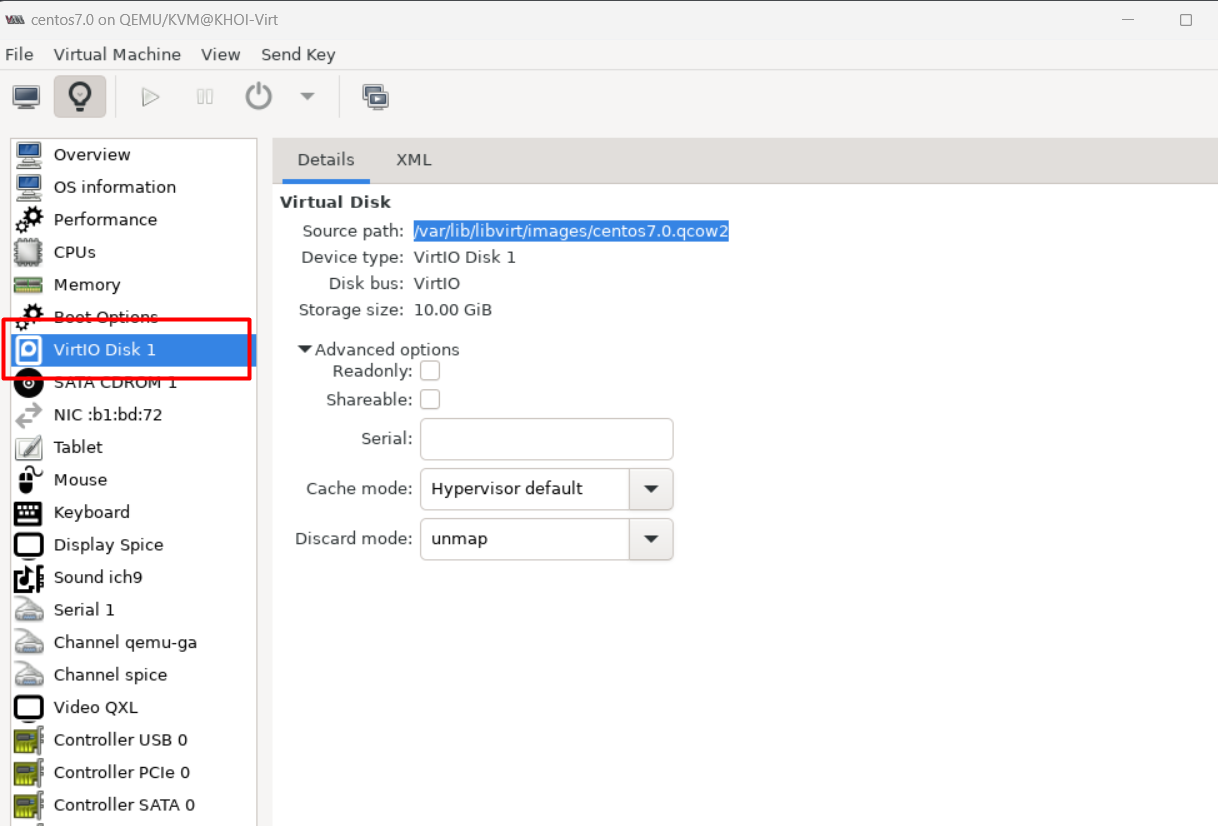 centos7.0 on QEMU/KVM@KHOI-Virt
File Virtual Machine View Send Key
Overview
OS information
Performance
CPUs
Memory
Boot Options
VirtIO Disk 1
SATA CDROM 1
NIC :b1:bd:72
Tablet
Mouse
Keyboard
Display Spice
Sound ich9
Serial 1
Channel qemu-ga
Channel spice
Video QXL
Controller USB 0
Controller PCIe 0
Controller SATA 0
Details XML
Virtual Disk
Source path: /var/lib/libvirt/images/centos7.0.qcow2
Device type: VirtIO Disk 1
Disk bus: VirtIO
Storage size: 10.00 GiB
Advanced options
Readonly:
Shareable:
Serial:
Cache mode: Hypervisor default
Discard mode: unmap